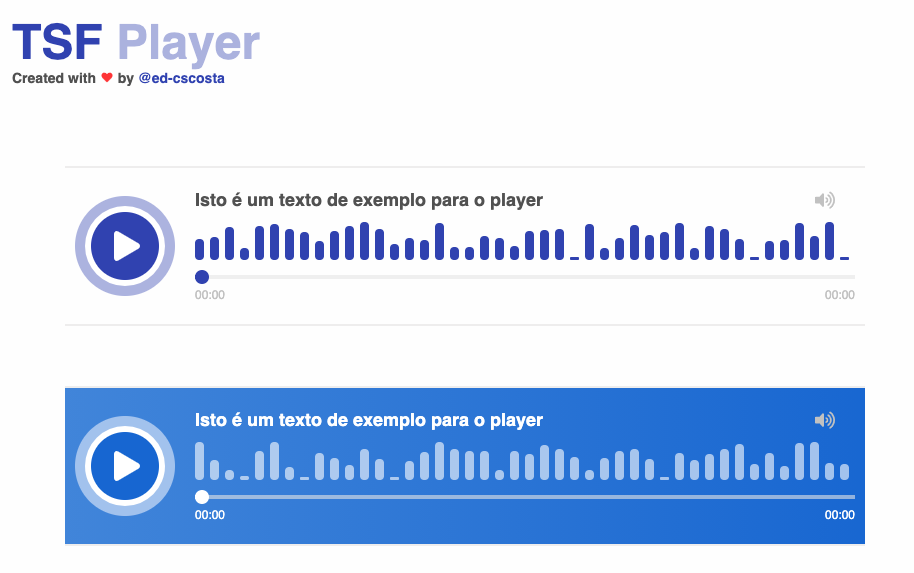 TSF Player
Created with ❤ by @ed-cscosta
Isto é um texto de exemplo para o player
00:00 00:00
Isto é um texto de exemplo para o player
00:00 00:00